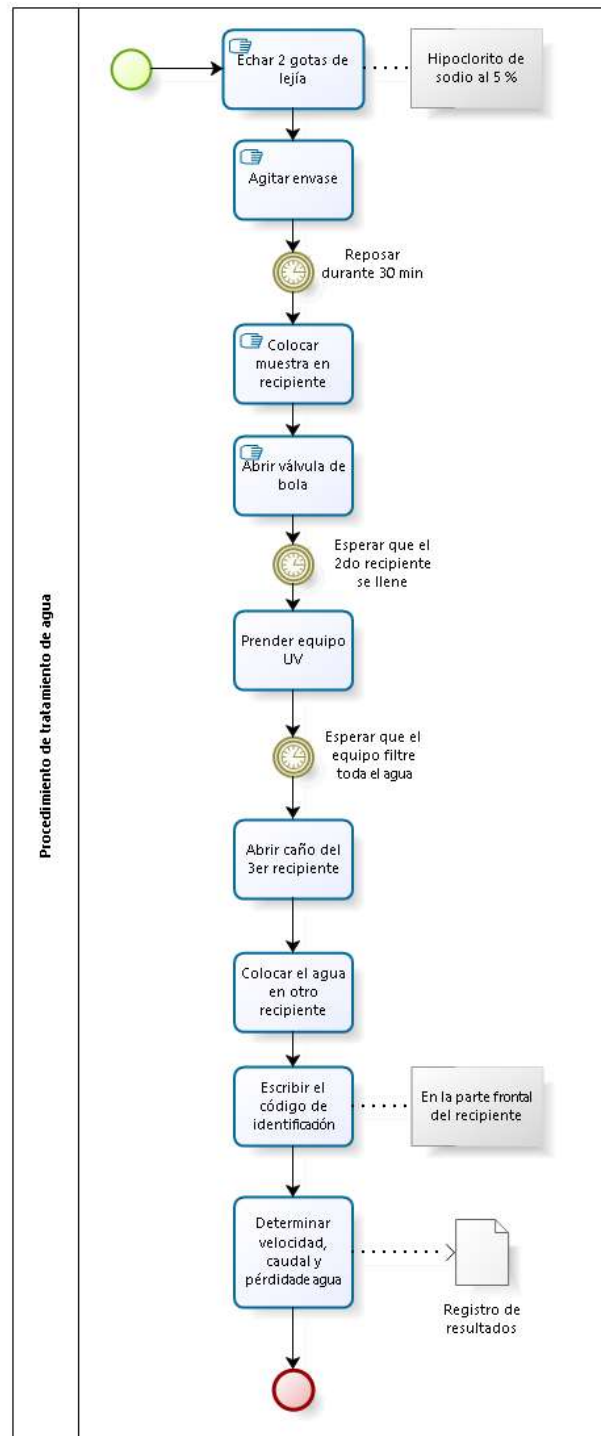 Procedimiento de tratamiento de agua
Echar 2 gotas de
lejía
Hipoclorito de
sodio al 5 %
Agitar envase
Reposar
durante 30 min
Colocar
muestra en
recipiente
Abrir válvula de
bola
Esperar que el
2do recipiente
se llene
Prender equipo
UV
Esperar que el
equipo filtre
toda el agua
Abrir caño del
3er recipiente
Colocar el agua
en otro
recipiente
Escribir el
código de
identificación
En la parte frontal
del recipiente
Determinar
velocidad,
caudal y
pérdida de agua
Registro de
resultados